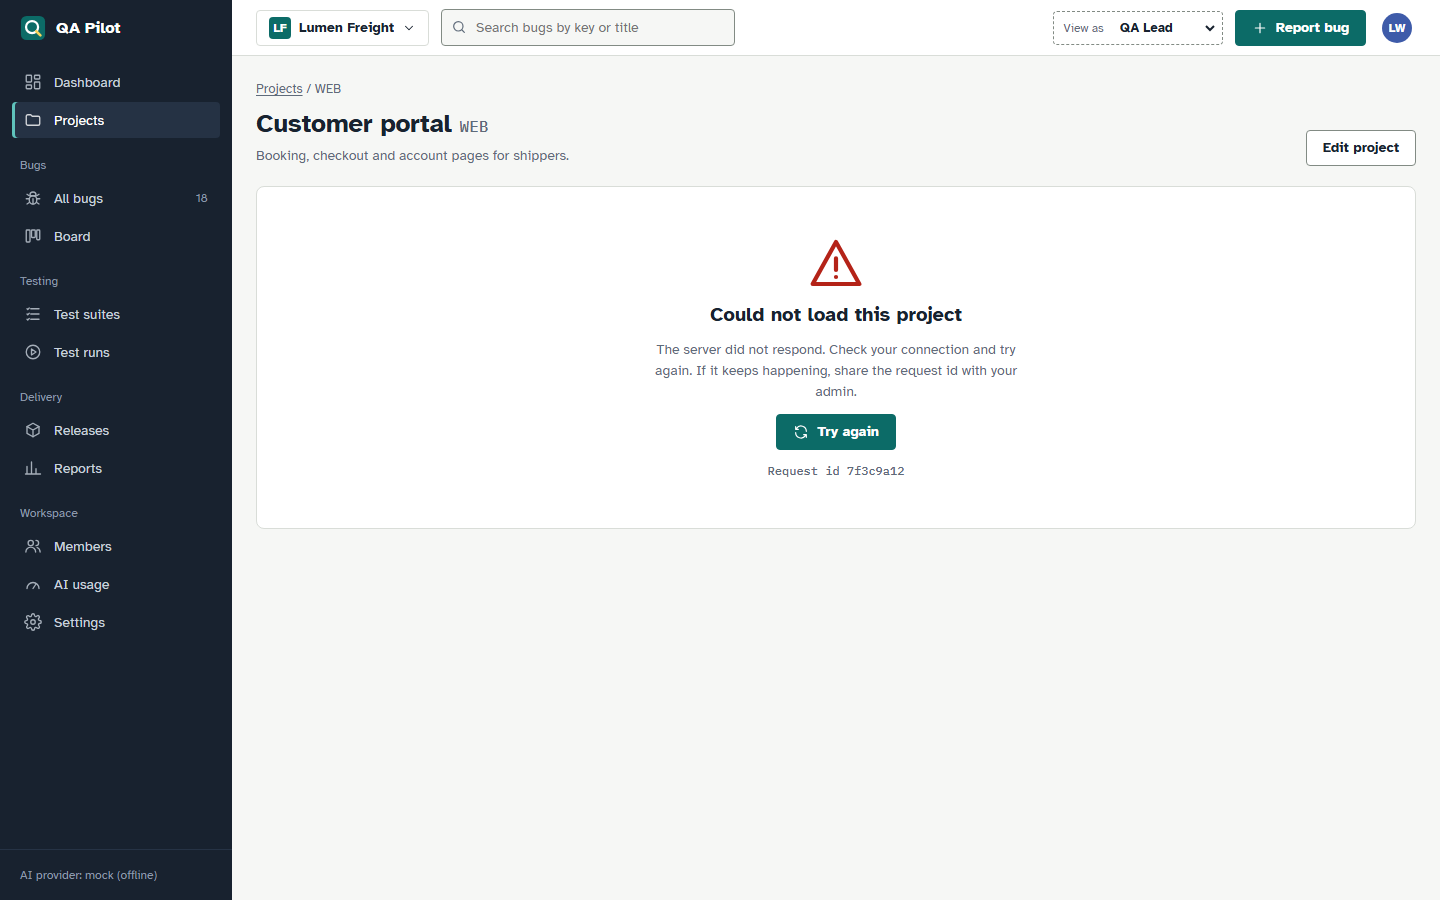 QA Pilot
Dashboard
Projects
Bugs
All bugs 18
Board
Testing
Test suites
Test runs
Delivery
Releases
Reports
Workspace
Members
AI usage
Settings
AI provider: mock (offline)
LF Lumen Freight
Search bugs by key or title
View as QA Lead
Report bug
LW
Projects / WEB
Customer portal WEB
Booking, checkout and account pages for shippers.
Edit project
Could not load this project
The server did not respond. Check your connection and try
again. If it keeps happening, share the request id with your
admin.
Try again
Request id 7f3c9a12